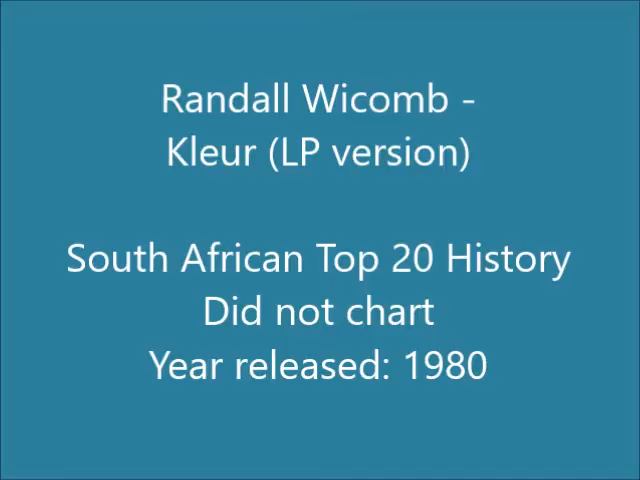 Randall Wicomb -
Kleur (LP version)
South African Top 20 History
Did not chart
Year released: 1980